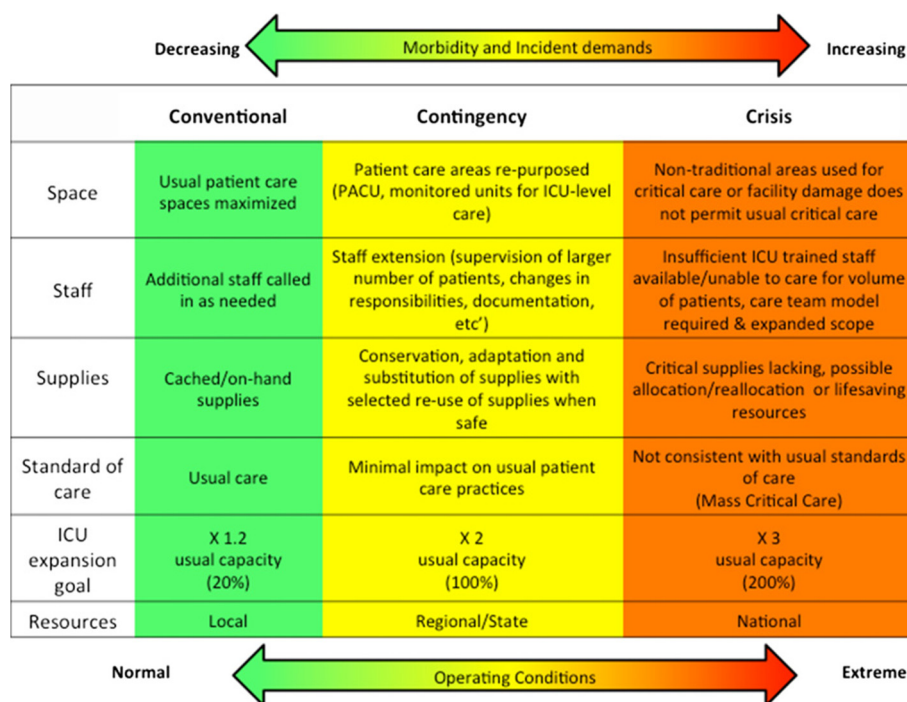 Decreasing Morbidity and Incident demands Increasing
Conventional Contingency Crisis
Space
Usual patient care
spaces maximized
Patient care areas re-purposed
(PACU, monitored units for ICU-level
care)
Non-traditional areas used for
critical care or facility damage does
not permit usual critical care
Staff
Additional staff called
in as needed
Staff extension (supervision of larger
number of patients, changes in
responsibilities, documentation,
etc')
Insufficient ICU trained staff
available/unable to care for volume
of patients, care team model
required & expanded scope
Supplies
Cached/on-hand
supplies
Conservation, adaptation and
substitution of supplies with
selected re-use of supplies when
safe
Critical supplies lacking, possible
allocation/reallocation or lifesaving
resources
Standard of
care
Usual care
Minimal impact on usual patient
care practices
Not consistent with usual standards
of care
(Mass Critical Care)
ICU
expansion
goal
X 1.2
usual capacity
(20%)
X 2
usual capacity
(100%)
X 3
usual capacity
(200%)
Resources
Local
Regional/State
National
Normal Operating Conditions Extreme